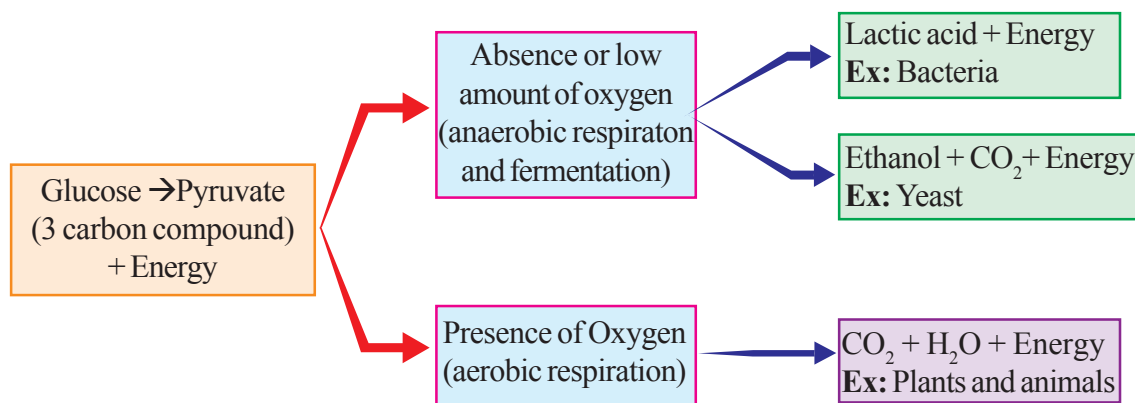 Glucose →Pyruvate
(3 carbon compound)
+ Energy
Absence or low
amount of oxygen
(anaerobic respiraton
and fermentation)
Lactic acid + Energy
Ex: Bacteria
Ethanol + CO₂+ Energy
Ex: Yeast
Presence of Oxygen
(aerobic respiration)
CO₂ + H₂O + Energy
Ex: Plants and animals